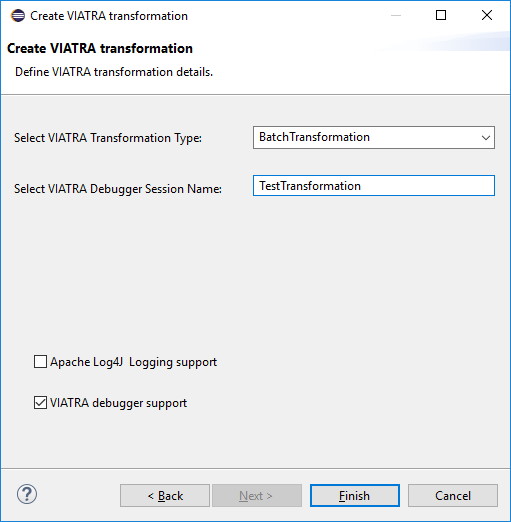 Create VIATRA transformation
Create VIATRA transformation
Define VIATRA transformation details.
Select VIATRA Transformation Type:
BatchTransformation
Select VIATRA Debugger Session Name:
TestTransformation
Apache Log4J  Logging support
VIATRA debugger support
?
< Back
Next >
Finish
Cancel